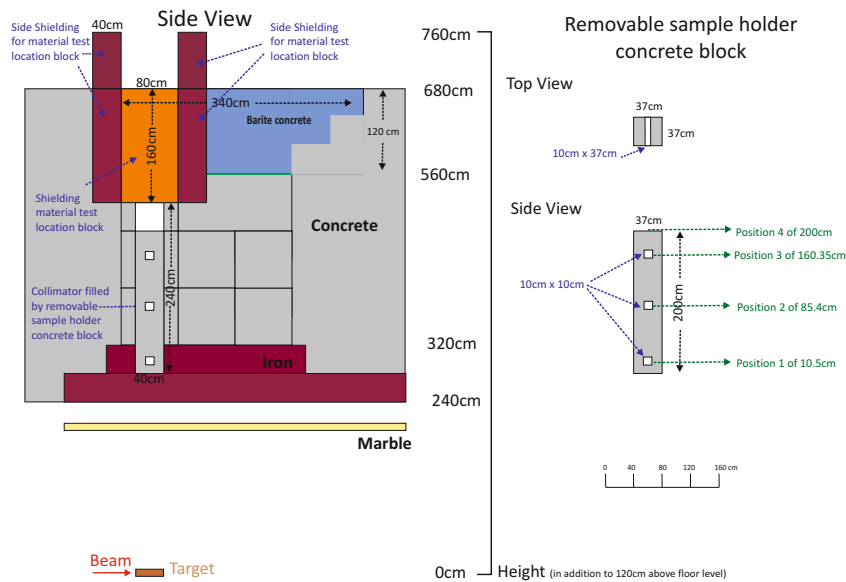 Side View
Side Shielding
for material test
location block
40cm
Side Shielding
for material test
location block
80cm
340cm
Barite concrete
120 cm
160cm
Shielding
material test
location block
Concrete
Collimator filled
by removable
sample holder
concrete block
240cm
Iron
40cm
Marble
Beam
Target
760cm
680cm
560cm
320cm
240cm
0cm
Height (in addition to 120cm above floor level)
Removable sample holder
concrete block
Top View
37cm
37cm
10cm x 37cm
Side View
37cm
Position 4 of 200cm
Position 3 of 160.35cm
10cm x 10cm
200cm
Position 2 of 85.4cm
Position 1 of 10.5cm
0 40 80 120 160 cm